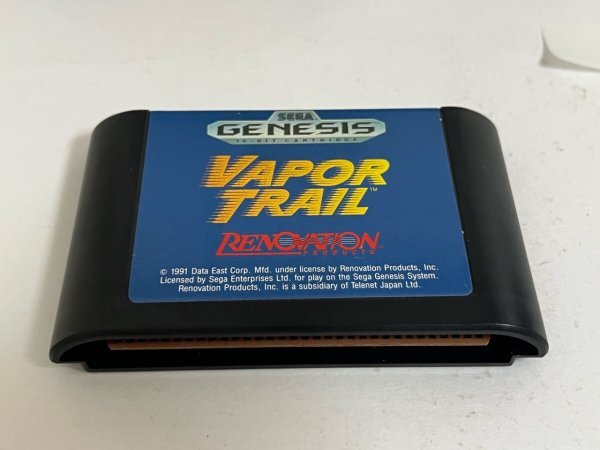 SEGA
GENESIS
16-BIT CARTRIDGE
VAPOR
TRAIL™
RENOVATION
PRODUCTS
© 1991 Data East Corp. Mfd. under license by Renovation Products, Inc.
Licensed by Sega Enterprises Ltd. for play on the Sega Genesis System.
Renovation Products, Inc. is a subsidiary of Telenet Japan Ltd.